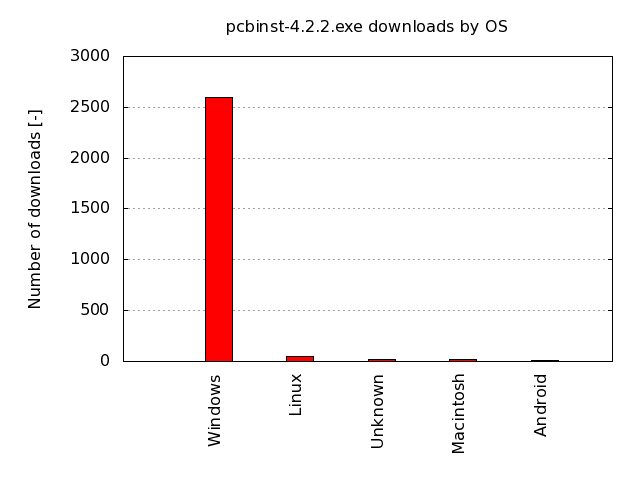 pcbinst-4.2.2.exe downloads by OS
3000
2500
2000
1500
1000
500
0
Number of downloads [-]
Windows
Linux
Unknown
Macintosh
Android